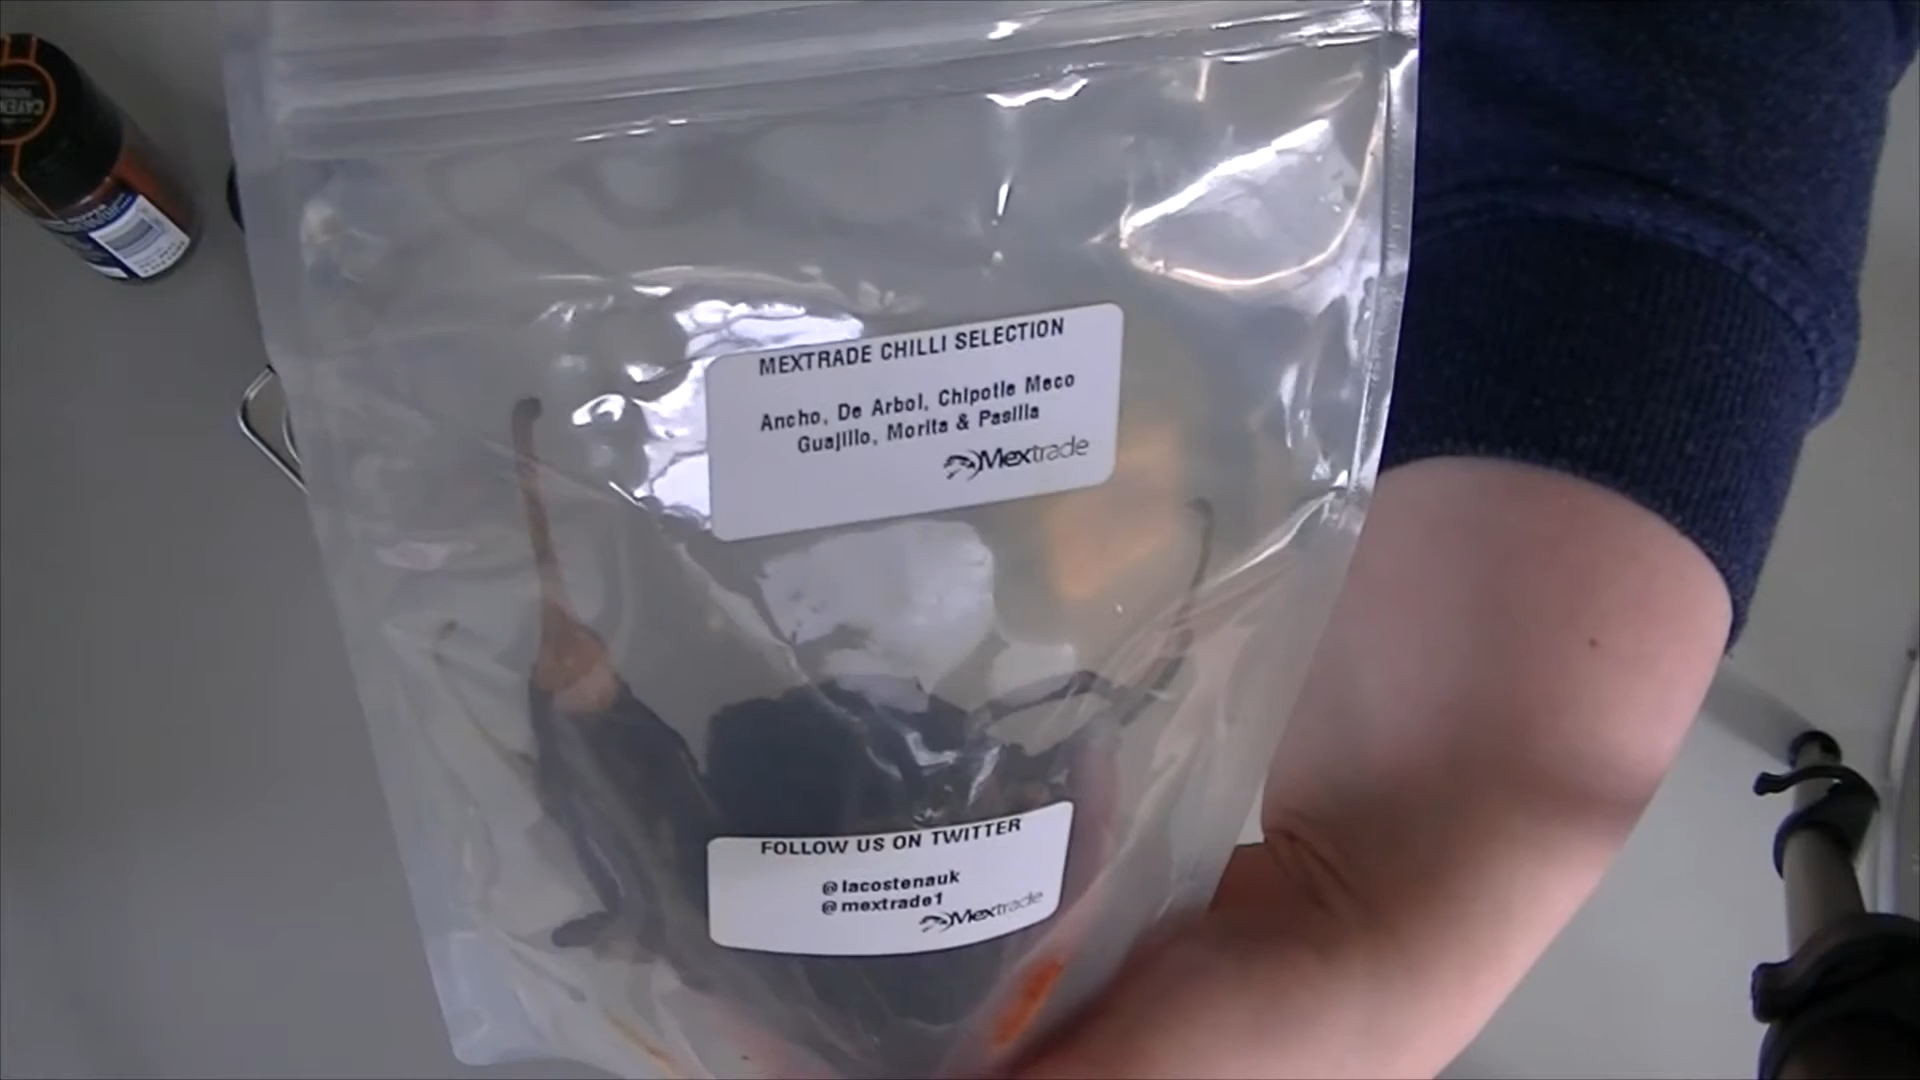 MEXTRADE CHILLI SELECTION
Ancho, De Arbol, Chipotle Meco
Guajillo, Morita & Pasilla
Mextrade
FOLLOW US ON TWITTER
@lacostenauk
@mextrade1
Mextrade